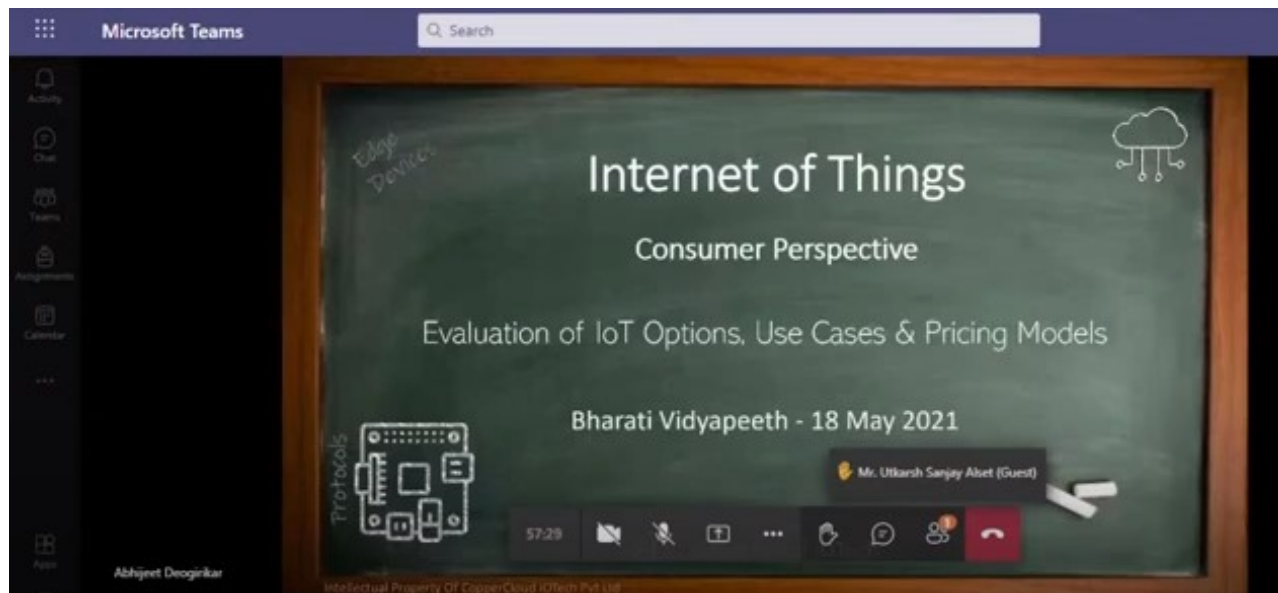 Microsoft Teams
Search
Activity
Chat
Teams
Assignments
Calendar
Apps
Edge
Devices
Internet of Things
Consumer Perspective
Evaluation of IoT Options, Use Cases & Pricing Models
Bharati Vidyapeeth - 18 May 2021
Protocols
Mr. Utkarsh Sanjay Alset (Guest)
57:29
1
Abhijeet Deogirikar
Intellectual Property Of CopperCloud IOTech Pvt Ltd